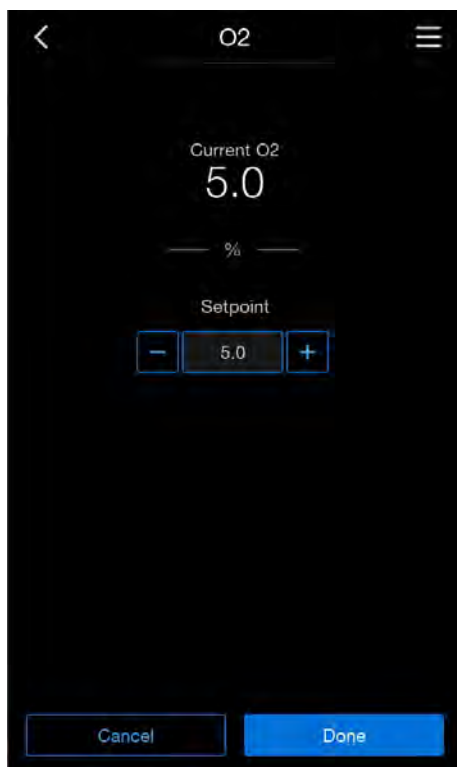 O2
Current O2
5.0
%
Setpoint
− 5.0 +
Cancel Done